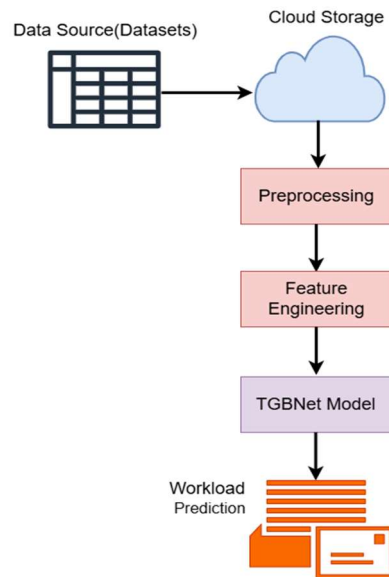 Data Source(Datasets)
Cloud Storage
Preprocessing
Feature
Engineering
TGBNet Model
Workload
Prediction